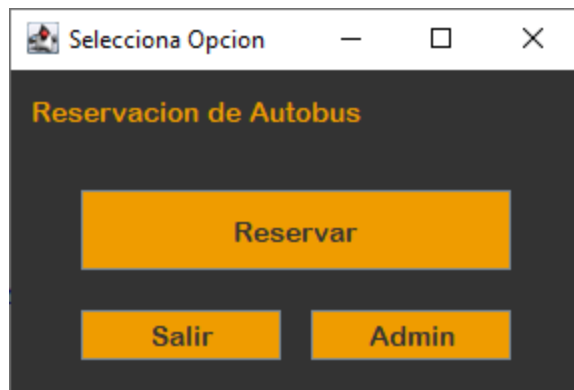 Selecciona Opcion
Reservacion de Autobus
Reservar
Salir Admin